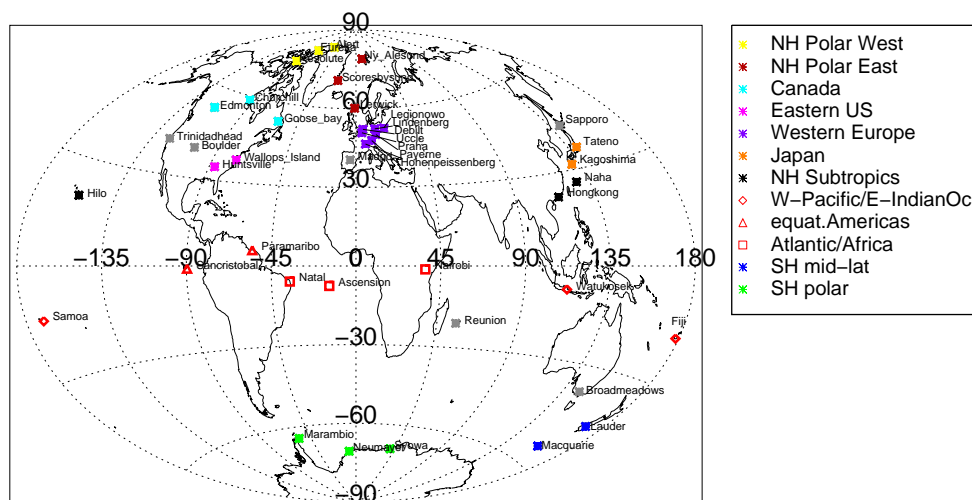 90
Alert
Eureka
Resolute
Ny_Alesond
Scoresbysund
60
Lerwick
Churchill
Edmonton
Goose_bay
Legionowo
Lindenberg
Debilt
Uccle
Praha
Payerne
Hohenpeissenberg
Madrid
Trinidadhead
Boulder
Wallops_Island
Huntsville
Sapporo
Tateno
Kagoshima
Naha
Hongkong
30
Hilo
Paramaribo
Sancristobal
−135
−90
−45
0
45
90
135
180
Natal
Ascension
Nairobi
Watukosek
Samoa
Reunion
Fiji
−30
Broadmeadows
−60
Lauder
Macquarie
Marambio
Neumayer
Syowa
−90
NH Polar West
NH Polar East
Canada
Eastern US
Western Europe
Japan
NH Subtropics
W−Pacific/E−IndianOc
equat.Americas
Atlantic/Africa
SH mid−lat
SH polar